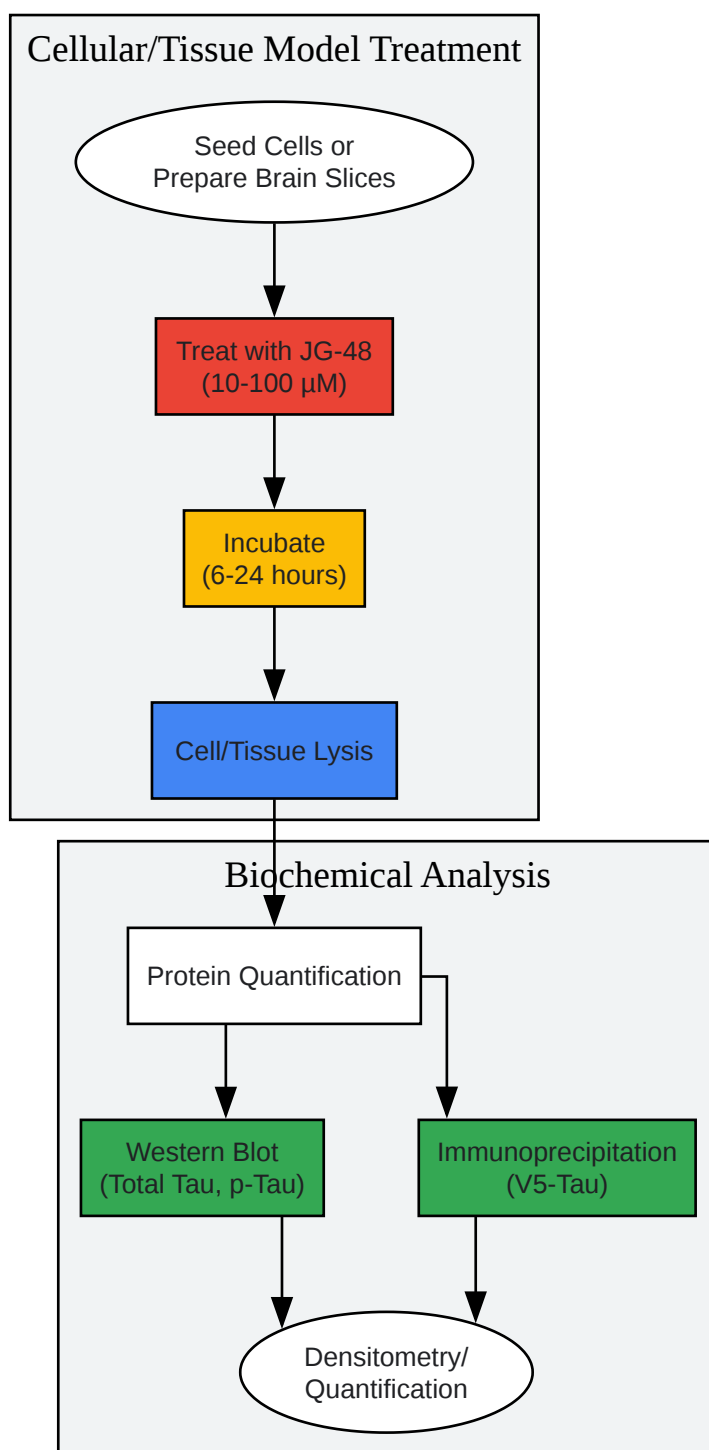 Cellular/Tissue Model Treatment
Seed Cells or
Prepare Brain Slices
Treat with JG-48
(10-100 µM)
Incubate
(6-24 hours)
Cell/Tissue Lysis
Biochemical Analysis
Protein Quantification
Western Blot
(Total Tau, p-Tau)
Immunoprecipitation
(V5-Tau)
Densitometry/
Quantification